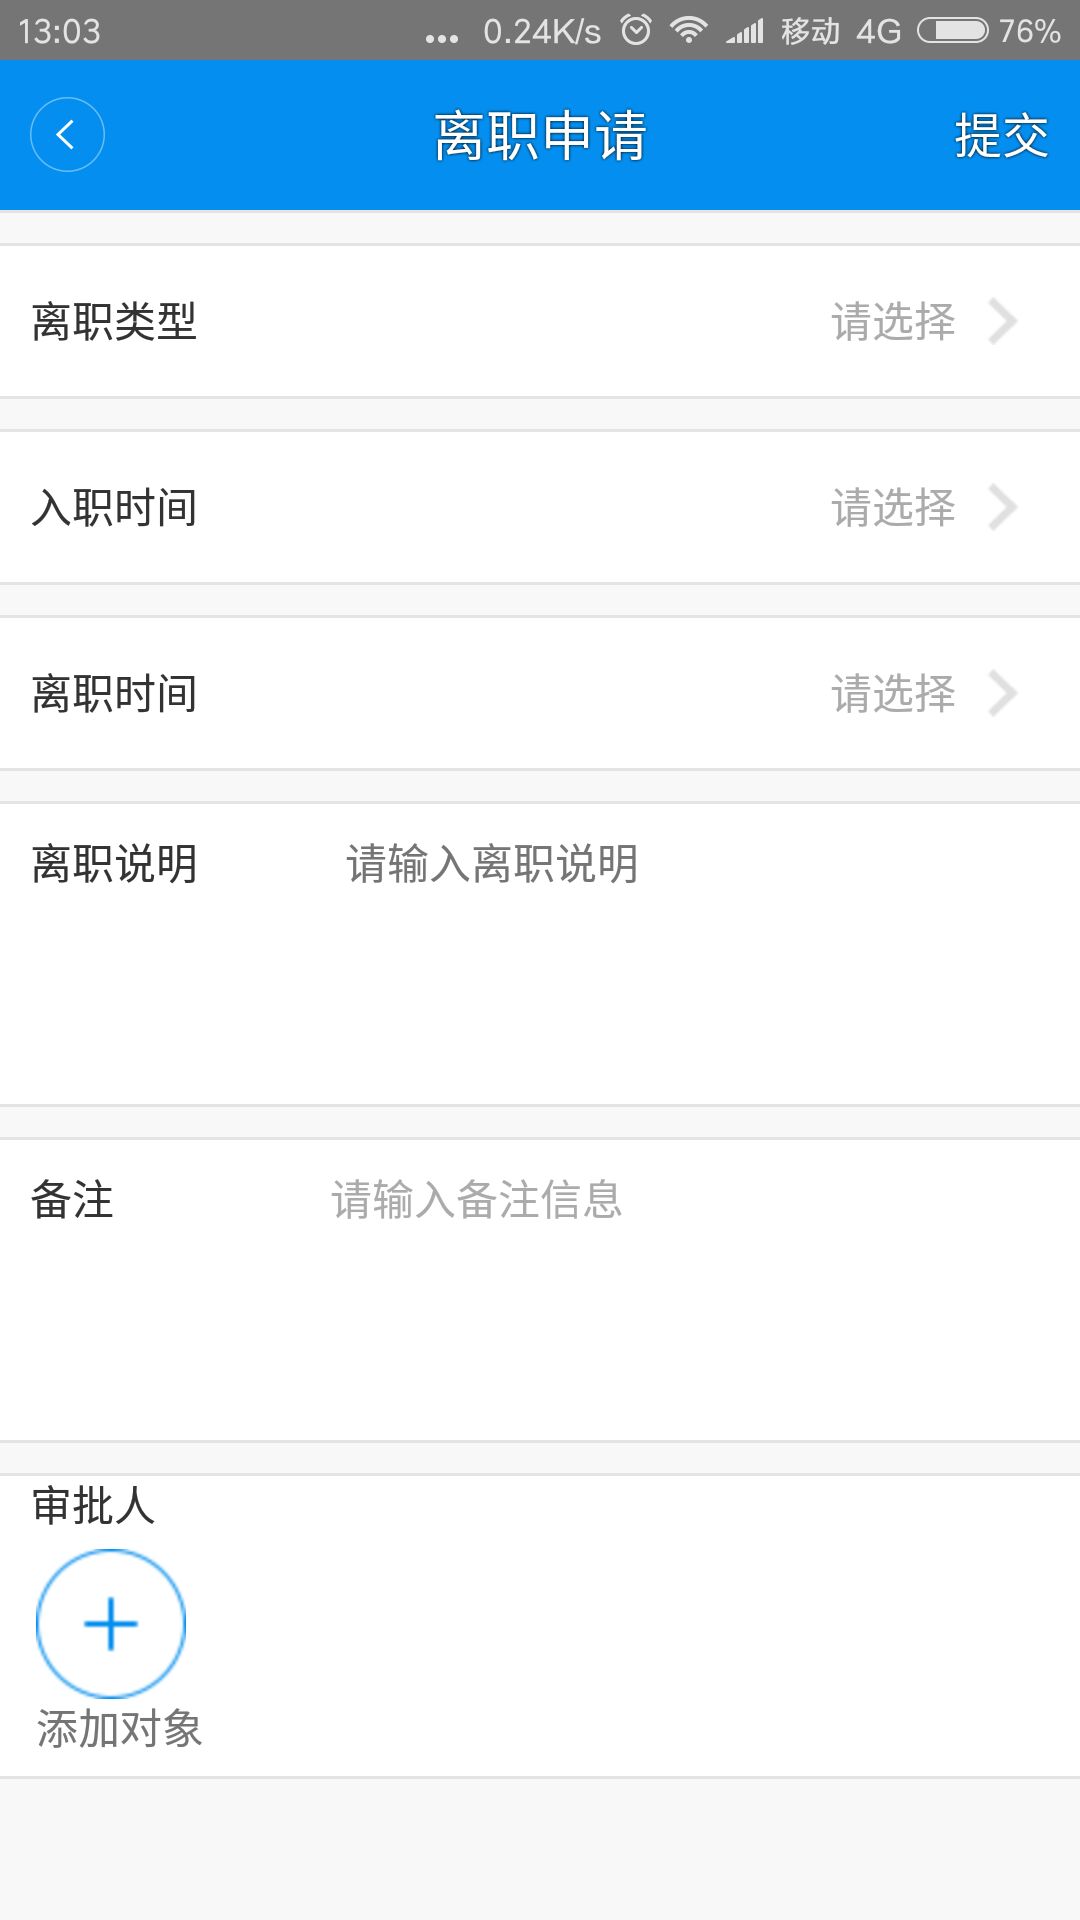 13:03 ... 0.24K/s 移动 4G 76%
离职申请 提交
离职类型 请选择
入职时间 请选择
离职时间 请选择
离职说明 请输入离职说明
备注 请输入备注信息
审批人
添加对象